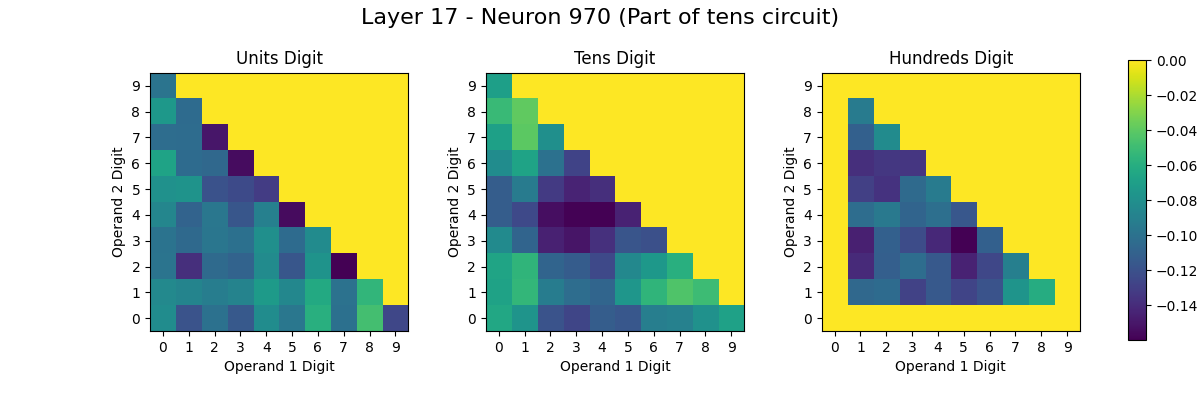 Layer 17 - Neuron 970 (Part of tens circuit)
Units Digit
Tens Digit
Hundreds Digit
Operand 2 Digit
9
8
7
6
5
4
3
2
1
0
0 1 2 3 4 5 6 7 8 9
Operand 1 Digit
Operand 2 Digit
9
8
7
6
5
4
3
2
1
0
0 1 2 3 4 5 6 7 8 9
Operand 1 Digit
Operand 2 Digit
9
8
7
6
5
4
3
2
1
0
0 1 2 3 4 5 6 7 8 9
Operand 1 Digit
0.00
−0.02
−0.04
−0.06
−0.08
−0.10
−0.12
−0.14